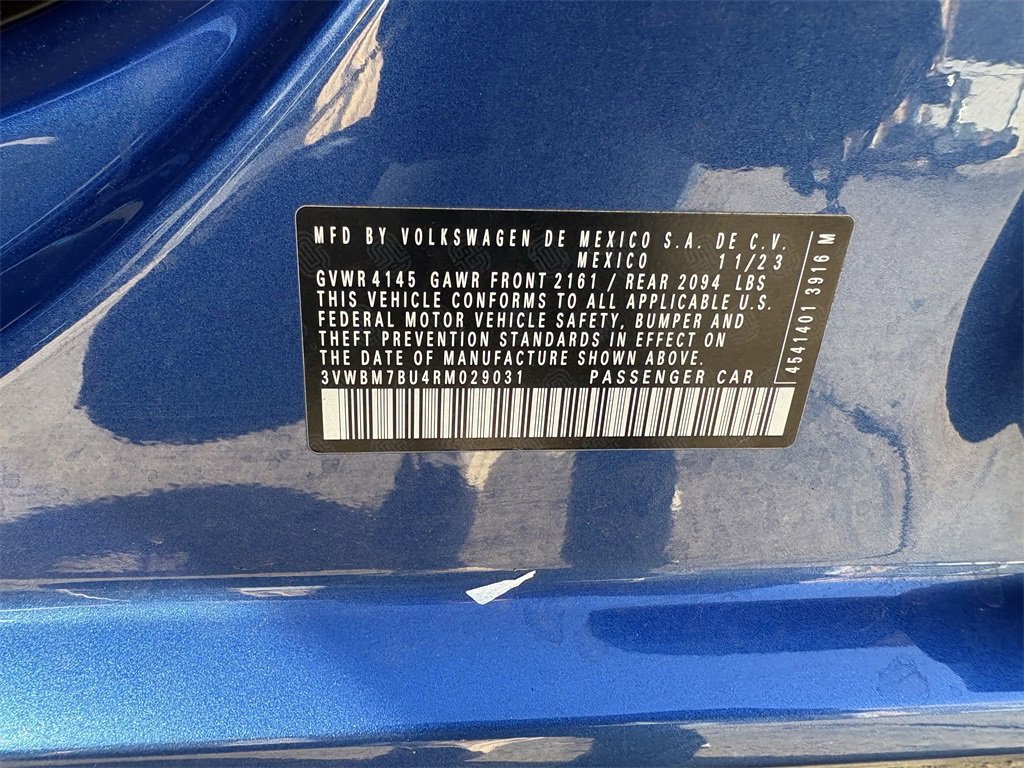 MFD BY VOLKSWAGEN DE MEXICO S.A. DE C.V.
MEXICO 11/23
GVWR 4145 GAWR FRONT 2161 / REAR 2094 LBS
THIS VEHICLE CONFORMS TO ALL APPLICABLE U.S.
FEDERAL MOTOR VEHICLE SAFETY, BUMPER AND
THEFT PREVENTION STANDARDS IN EFFECT ON
THE DATE OF MANUFACTURE SHOWN ABOVE.
3VWBM7BU4RM029031 PASSENGER CAR
4541401 3916 M